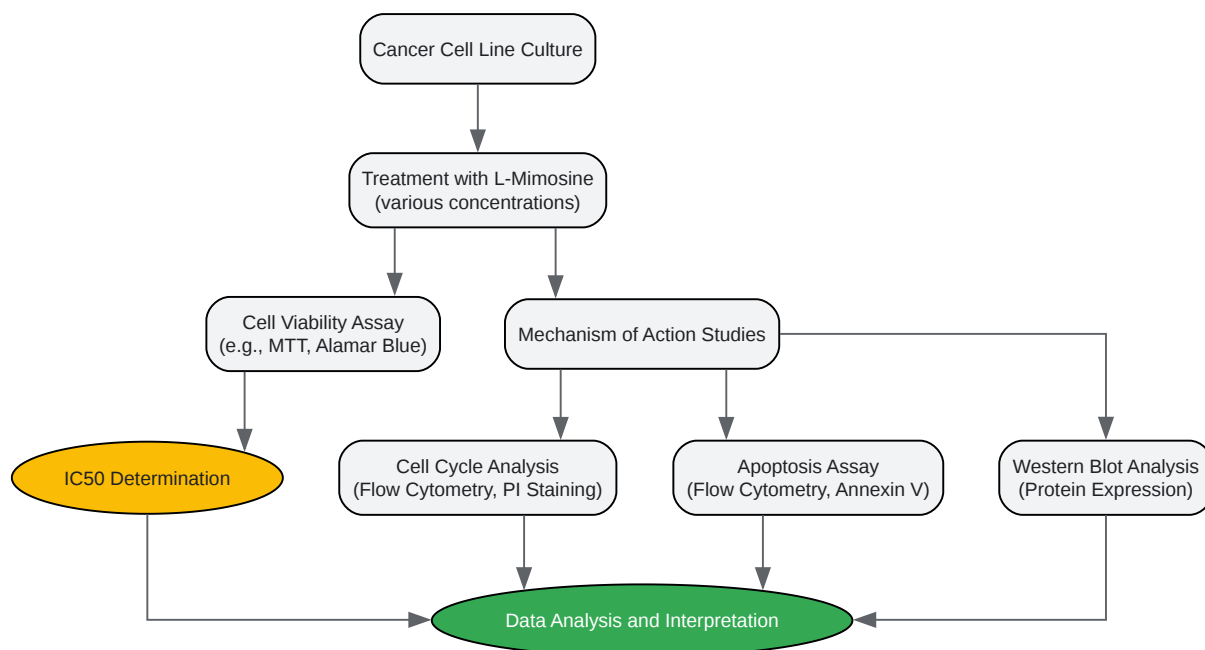 Cancer Cell Line Culture
Treatment with L-Mimosine
(various concentrations)
Cell Viability Assay
(e.g., MTT, Alamar Blue)
Mechanism of Action Studies
IC50 Determination
Cell Cycle Analysis
(Flow Cytometry, PI Staining)
Apoptosis Assay
(Flow Cytometry, Annexin V)
Western Blot Analysis
(Protein Expression)
Data Analysis and Interpretation